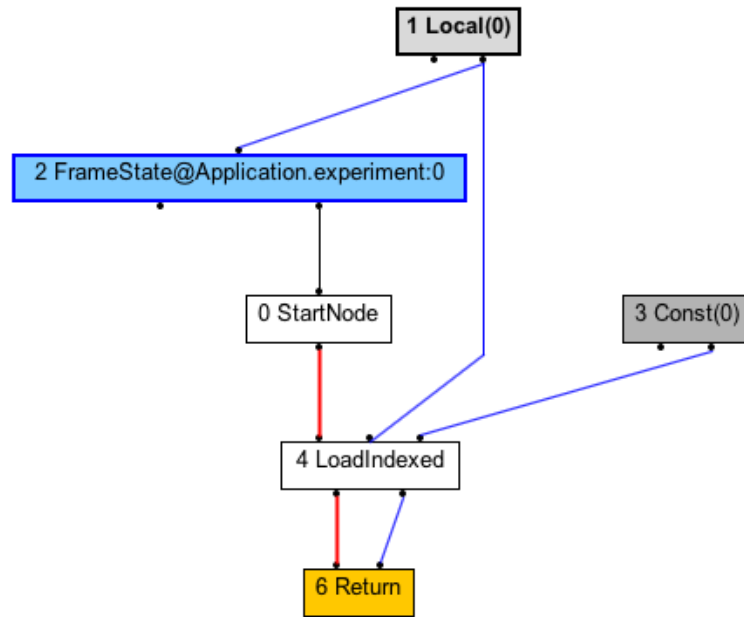 1 Local(0)
2 FrameState@Application.experiment:0
0 StartNode
3 Const(0)
4 LoadIndexed
6 Return